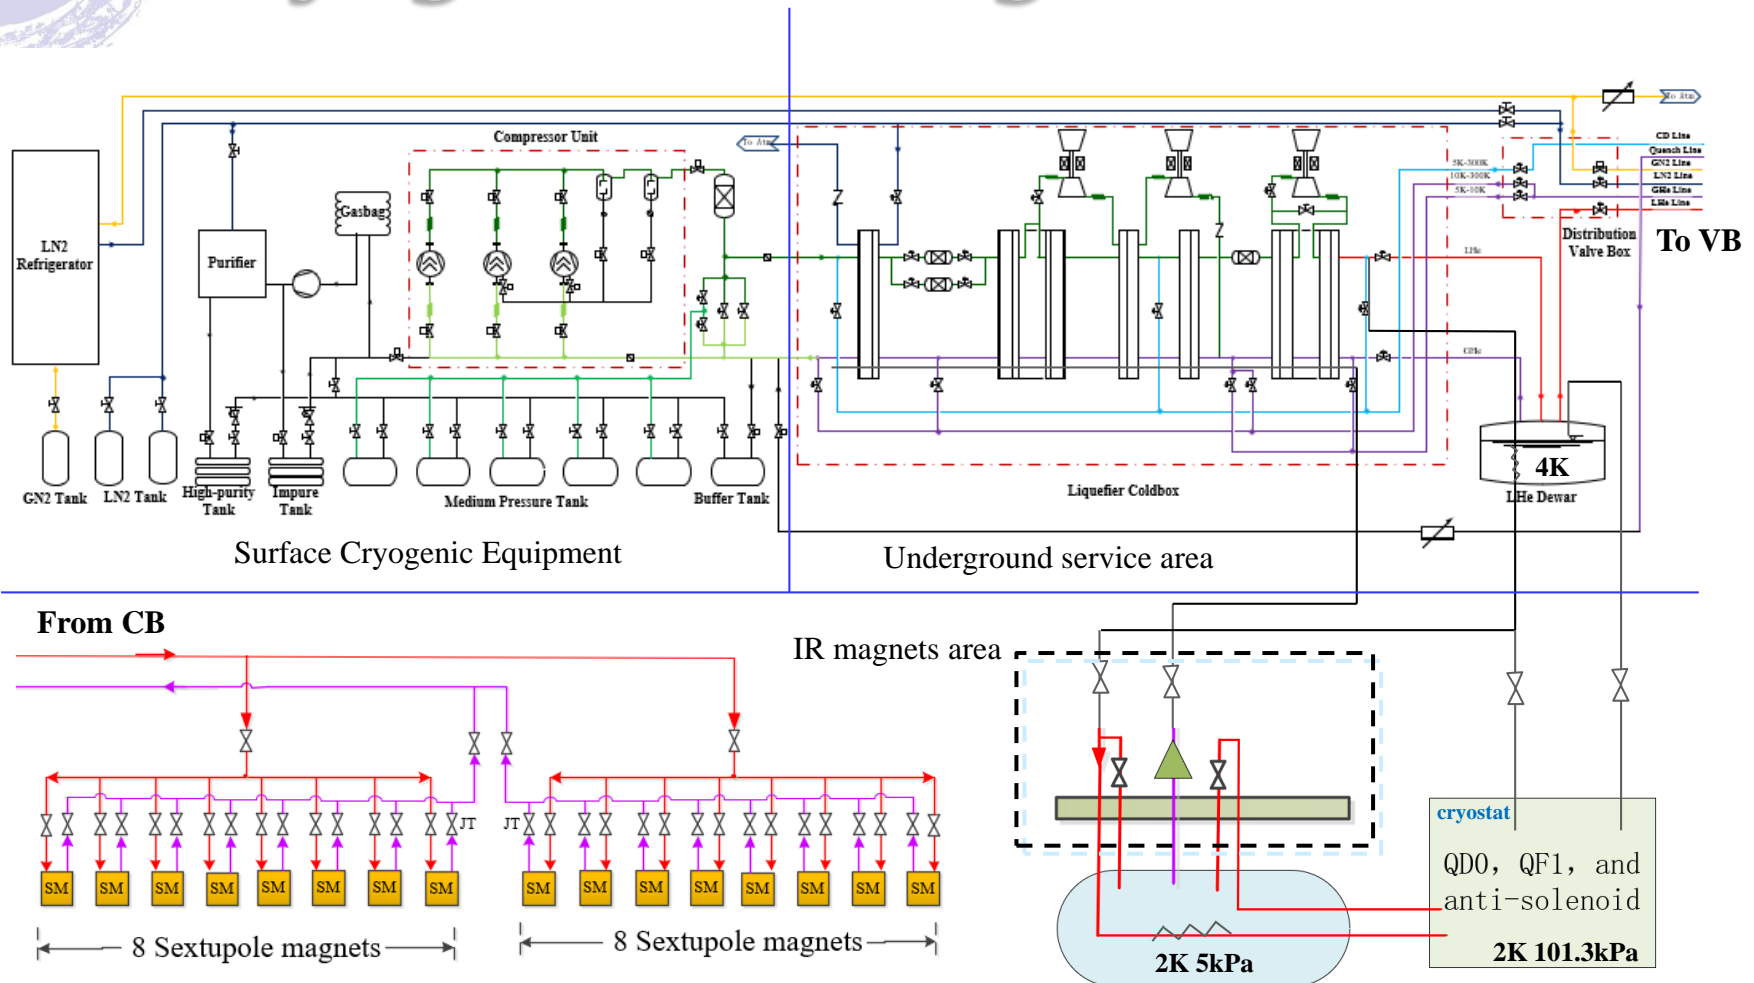 Compressor Unit
To Atm
To Atm
CD Line
Quench Line
GN2 Line
LN2 Line
GHe Line
LHe Line
5K-300K
10K-300K
5K-10K
Gasbag
LN2
Refrigerator
Purifier
Distribution
Valve Box
To VB
LHe
GHe
4K
LHe Dewar
GN2 Tank
LN2 Tank
High-purity
Tank
Impure
Tank
Medium Pressure Tank
Buffer Tank
Liquefier Coldbox
Surface Cryogenic Equipment
Underground service area
From CB
IR magnets area
JT
JT
SM SM SM SM SM SM SM SM
SM SM SM SM SM SM SM SM
8 Sextupole magnets
8 Sextupole magnets
cryostat
QD0, QF1, and
anti-solenoid
2K 101.3kPa
2K 5kPa